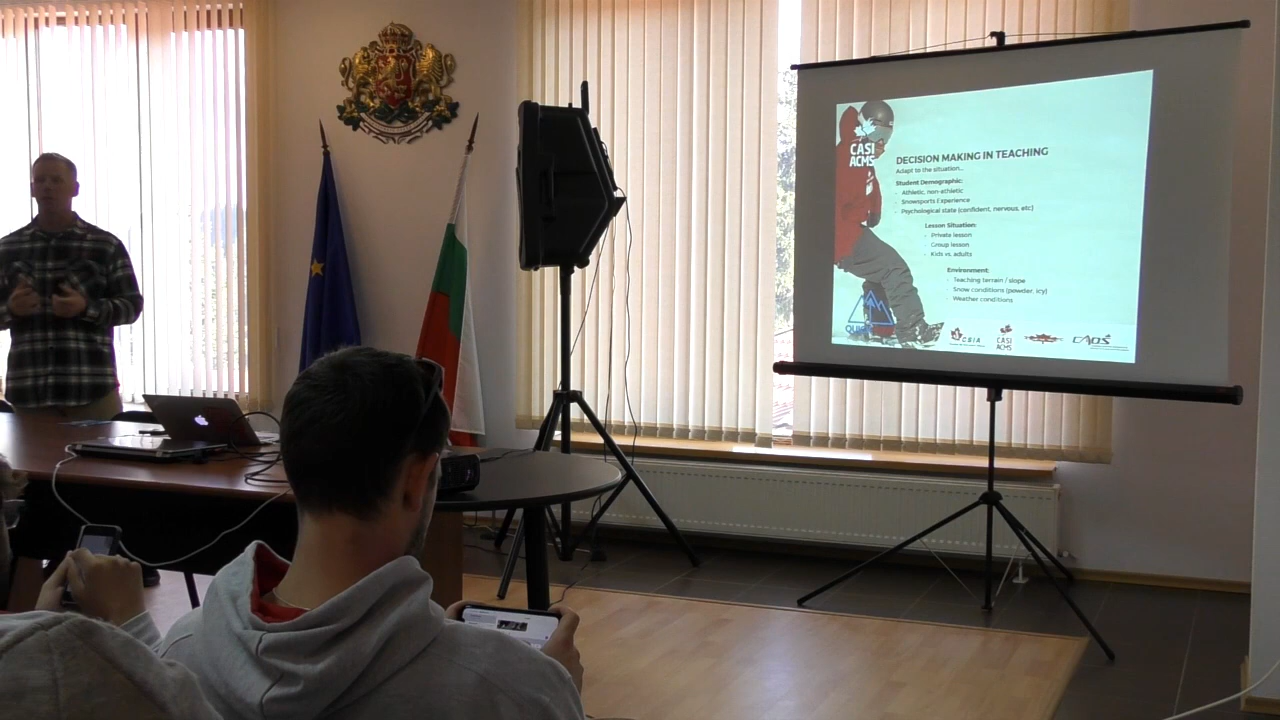 CASI
ACMS
DECISION MAKING IN TEACHING
Adapt to the situation...
Student Demographic:
- Athletic, non-athletic
- Snowsports Experience
- Psychological state (confident, nervous, etc)
Lesson Situation:
- Private lesson
- Group lesson
- Kids vs. adults
Environment:
- Teaching terrain / slope
- Snow conditions (powder, icy)
- Weather conditions
CSIA
CASI
ACMS
CADS